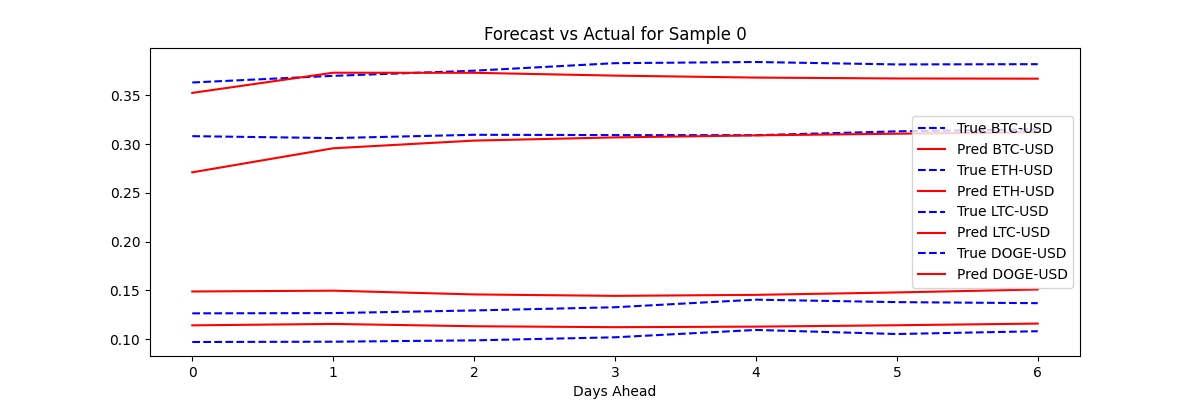 Forecast vs Actual for Sample 0
0.35
0.30
0.25
0.20
0.15
0.10
True BTC-USD
Pred BTC-USD
True ETH-USD
Pred ETH-USD
True LTC-USD
Pred LTC-USD
True DOGE-USD
Pred DOGE-USD
0 1 2 3 4 5 6
Days Ahead